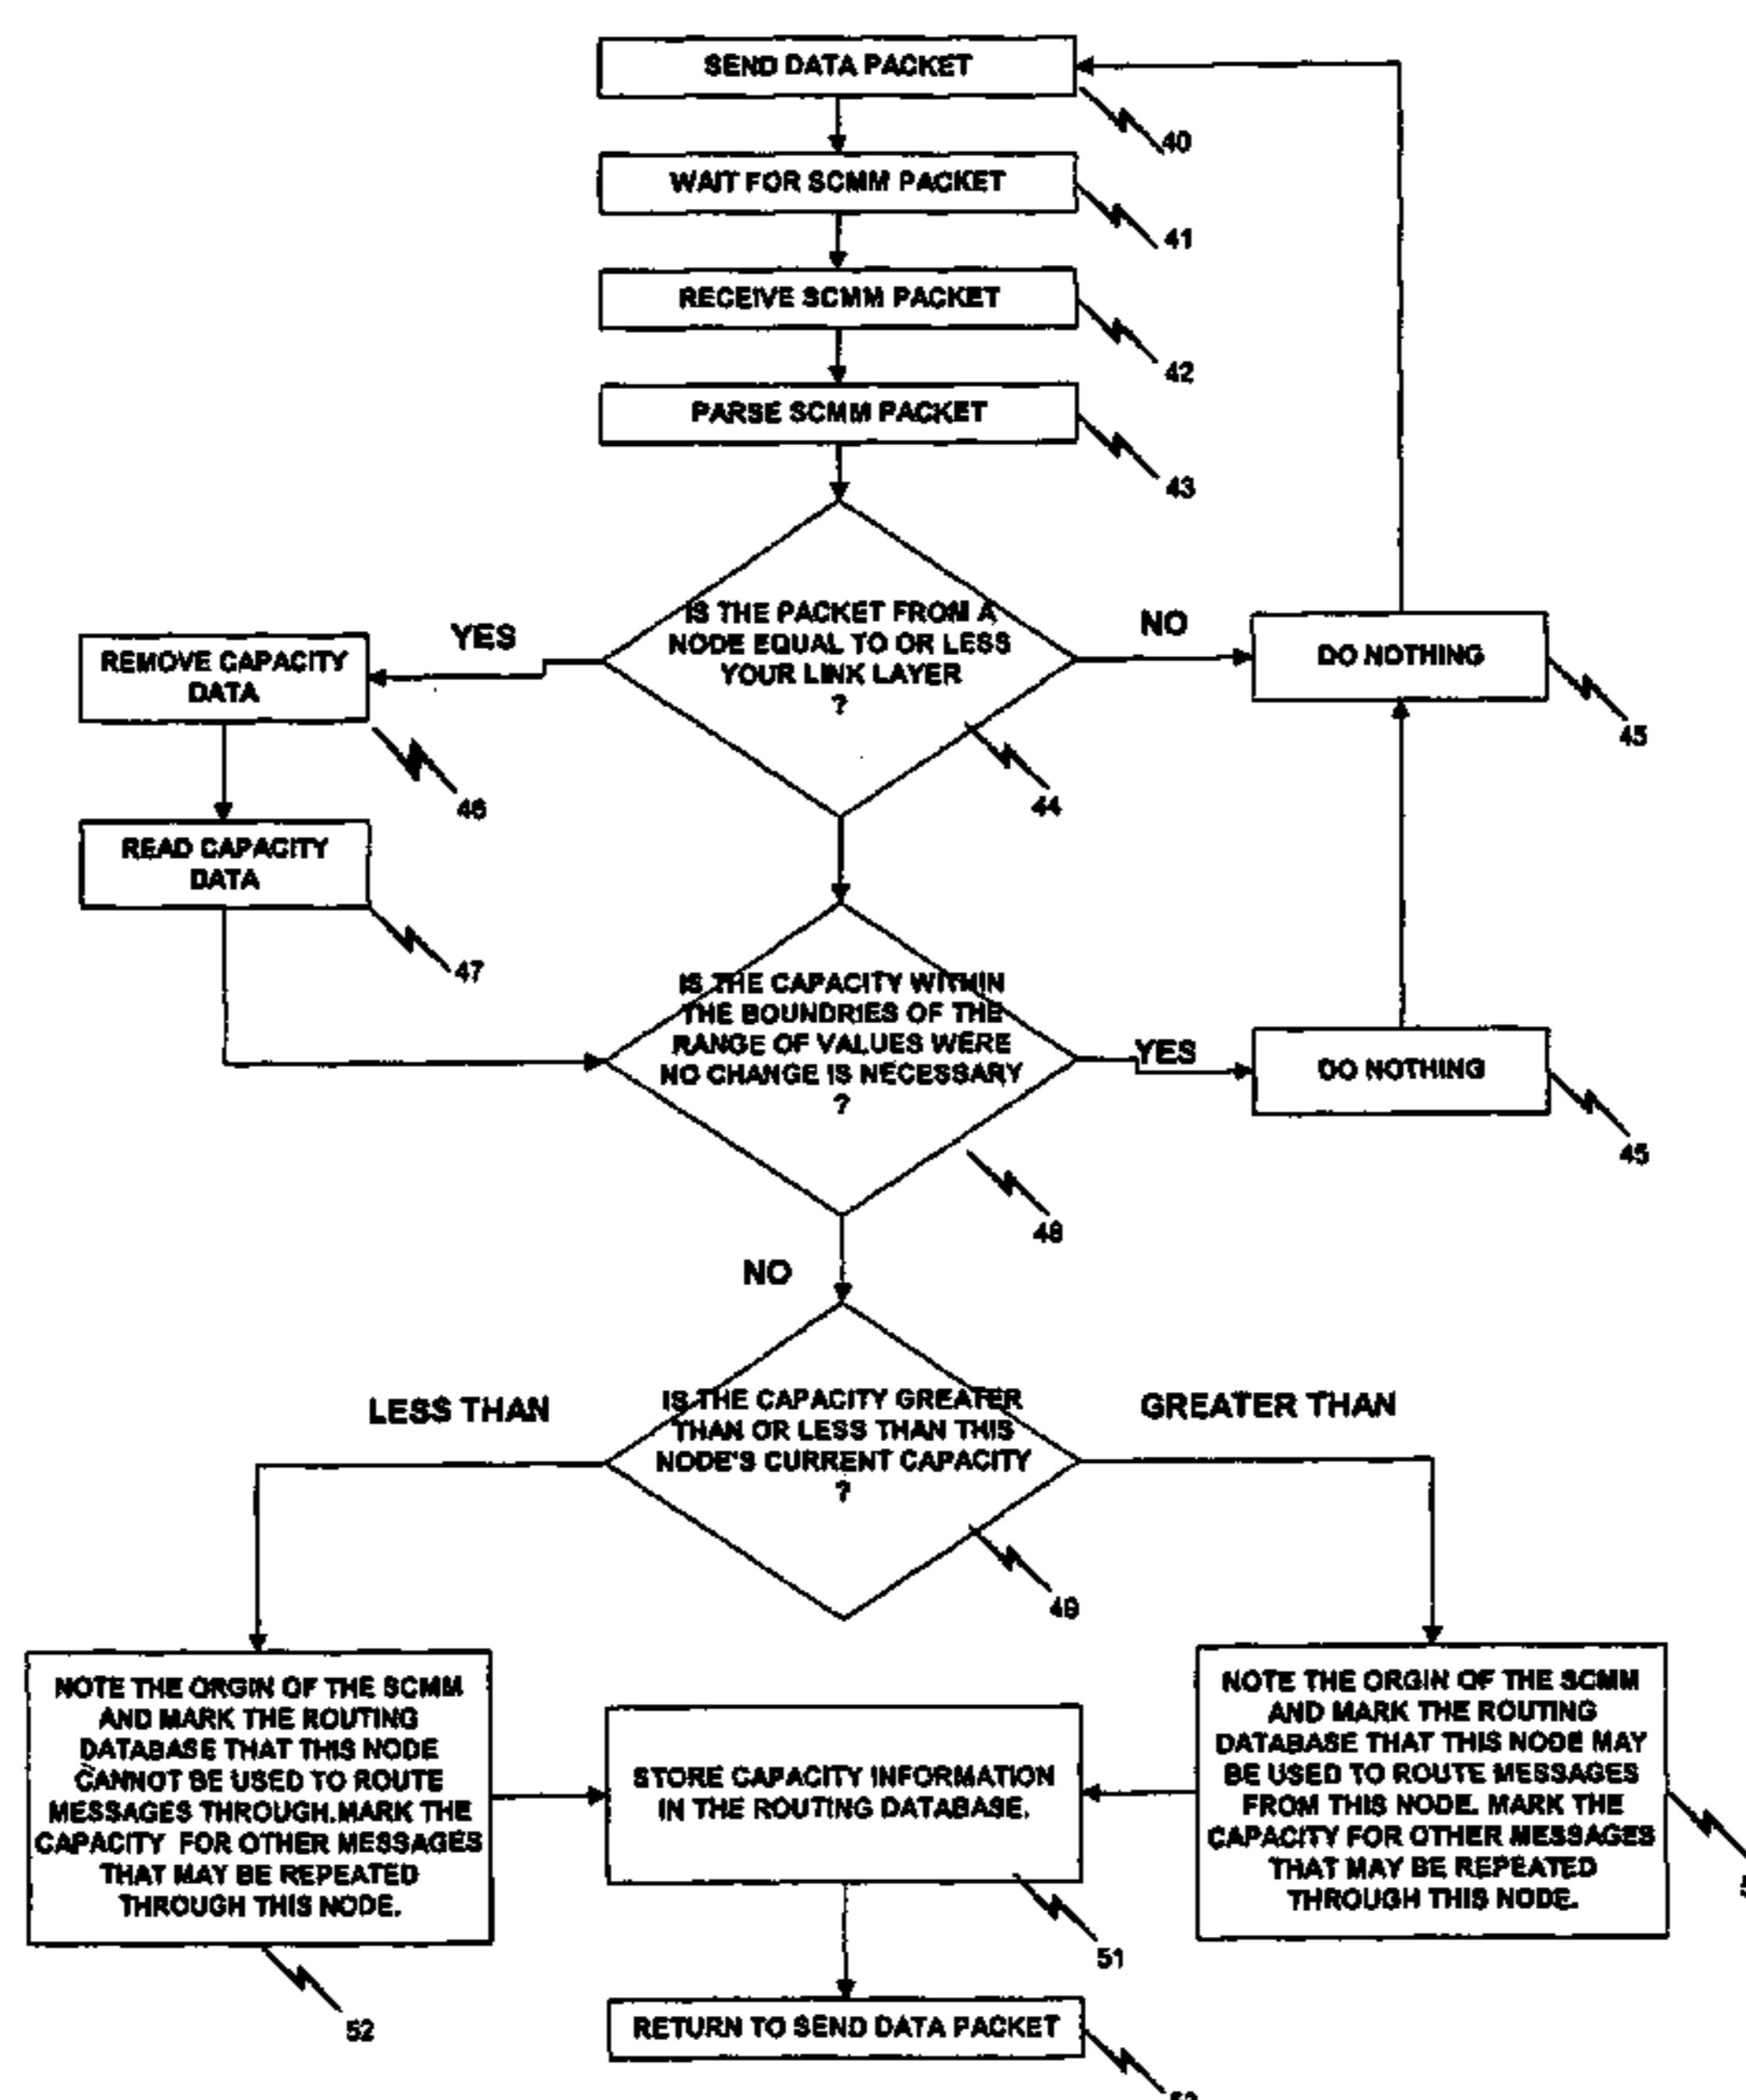 SEND DATA PACKET
40
WAIT FOR SCMM PACKET
41
RECEIVE SCMM PACKET
42
PARSE SCMM PACKET
43
IS THE PACKET FROM A
NODE EQUAL TO OR LESS
YOUR LINK LAYER
?
44
YES
NO
DO NOTHING
45
REMOVE CAPACITY
DATA
46
READ CAPACITY
DATA
47
IS THE CAPACITY WITHIN
THE BOUNDRIES OF THE
RANGE OF VALUES WERE
NO CHANGE IS NECESSARY
?
48
YES
DO NOTHING
45
NO
IS THE CAPACITY GREATER
THAN OR LESS THAN THIS
NODE'S CURRENT CAPACITY
?
49
LESS THAN
GREATER THAN
NOTE THE ORGIN OF THE SCMM
AND MARK THE ROUTING
DATABASE THAT THIS NODE
CANNOT BE USED TO ROUTE
MESSAGES THROUGH.MARK THE
CAPACITY FOR OTHER MESSAGES
THAT MAY BE REPEATED
THROUGH THIS NODE.
52
STORE CAPACITY INFORMATION
IN THE ROUTING DATABASE.
51
NOTE THE ORGIN OF THE SCMM
AND MARK THE ROUTING
DATABASE THAT THIS NODE MAY
BE USED TO ROUTE MESSAGES
FROM THIS NODE. MARK THE
CAPACITY FOR OTHER MESSAGES
THAT MAY BE REPEATED
THROUGH THIS NODE.
RETURN TO SEND DATA PACKET